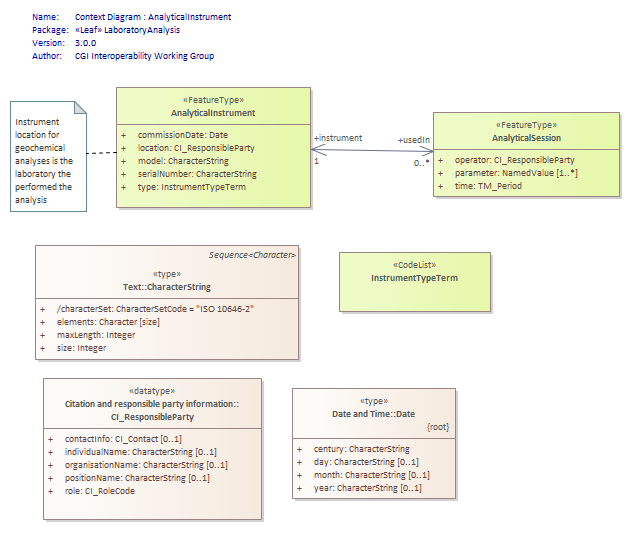 Name: Context Diagram : AnalyticalInstrument
Package: «Leaf» LaboratoryAnalysis
Version: 3.0.0
Author: CGI Interoperability Working Group
Instrument
location for
geochemical
analyses is the
laboratory the
performed the
analysis
«FeatureType»
AnalyticalInstrument
+ commissionDate: Date
+ location: CI_ResponsibleParty
+ model: CharacterString
+ serialNumber: CharacterString
+ type: InstrumentTypeTerm
+instrument
1
+usedIn
0..*
«FeatureType»
AnalyticalSession
+ operator: CI_ResponsibleParty
+ parameter: NamedValue [1..*]
+ time: TM_Period
Sequence<Character>
«type»
Text::CharacterString
+ /characterSet: CharacterSetCode = "ISO 10646-2"
+ elements: Character [size]
+ maxLength: Integer
+ size: Integer
«CodeList»
InstrumentTypeTerm
«datatype»
Citation and responsible party information::
CI_ResponsibleParty
+ contactInfo: CI_Contact [0..1]
+ individualName: CharacterString [0..1]
+ organisationName: CharacterString [0..1]
+ positionName: CharacterString [0..1]
+ role: CI_RoleCode
«type»
Date and Time::Date
{root}
+ century: CharacterString
+ day: CharacterString [0..1]
+ month: CharacterString [0..1]
+ year: CharacterString [0..1]